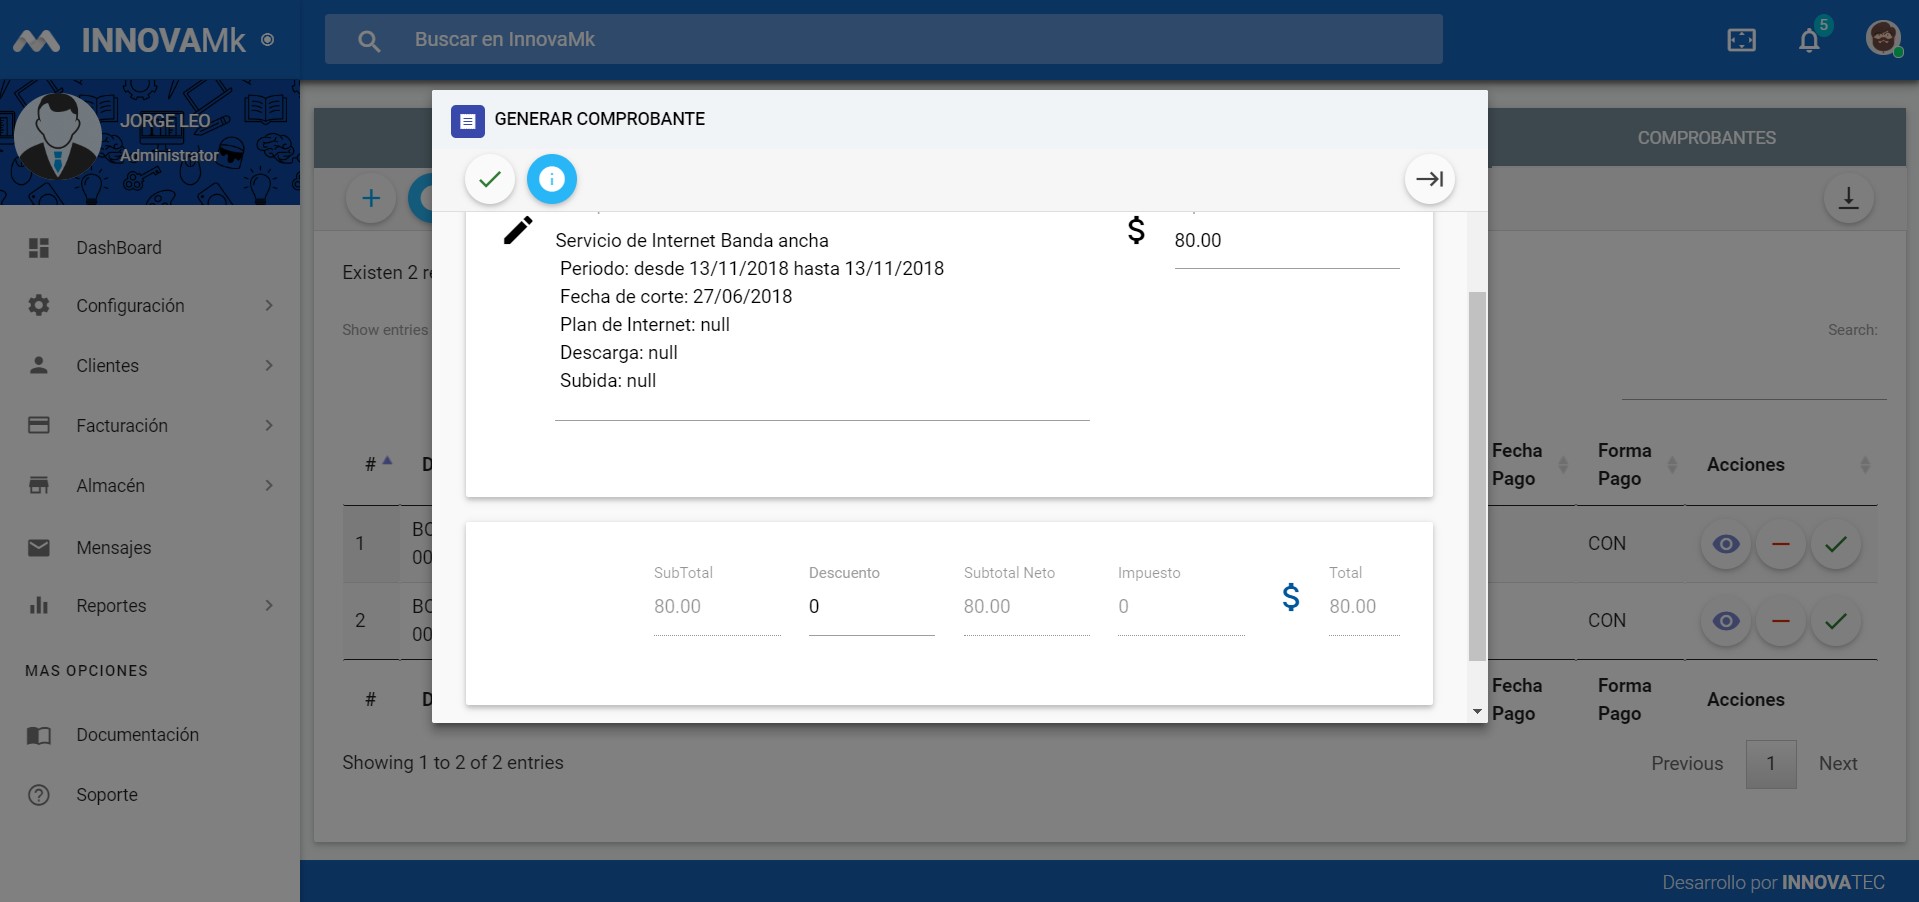 INNOVAMk
Buscar en InnovaMk
5
JORGE LEO
Administrator
DashBoard
Configuración
Clientes
Facturación
Almacén
Mensajes
Reportes
MAS OPCIONES
Documentación
Soporte
COMPROBANTES
Existen 2
Show entries
Search:
#
Fecha Pago
Forma Pago
Acciones
1
CON
2
CON
#
Fecha Pago
Forma Pago
Acciones
Showing 1 to 2 of 2 entries
Previous
1
Next
GENERAR COMPROBANTE
Servicio de Internet Banda ancha
Periodo: desde 13/11/2018 hasta 13/11/2018
Fecha de corte: 27/06/2018
Plan de Internet: null
Descarga: null
Subida: null
$
80.00
SubTotal
80.00
Descuento
0
Subtotal Neto
80.00
Impuesto
0
$
Total
80.00
Desarrollo por INNOVATEC